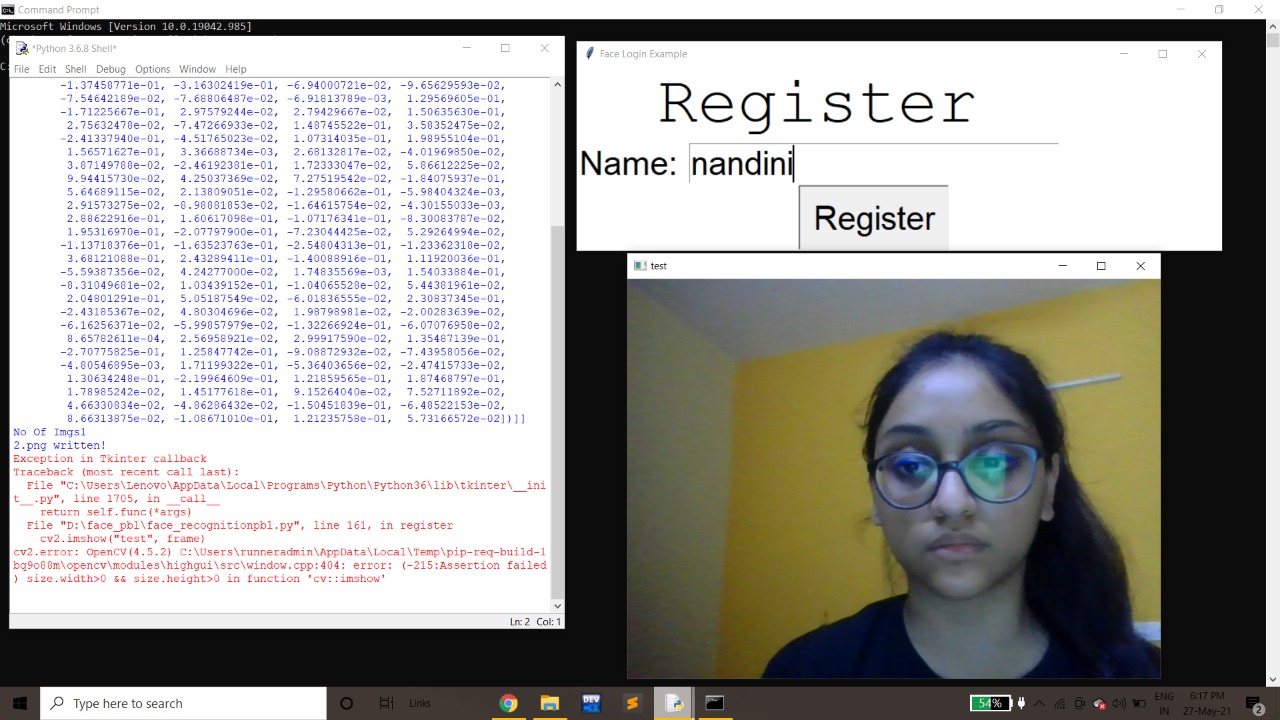 Command Prompt
Microsoft Windows [Version 10.0.19042.985]
*Python 3.6.8 Shell*
File Edit Shell Debug Options Window Help
-1.37458771e-01, -3.16302419e-01, -6.94000721e-02, -9.65629593e-02,
-7.54642189e-02, -7.68806487e-02, -6.91813789e-03, 1.29569605e-01,
-1.71225667e-01, 2.97579244e-02, 2.79429667e-02, 1.50635630e-01,
2.75632478e-02, -7.47266933e-02, 1.48745522e-01, 3.58352475e-02,
-2.41337940e-01, -4.51765023e-02, 1.07314035e-01, 1.98955104e-01,
1.56571627e-01, 3.36688734e-03, 2.68132817e-02, -4.01969850e-02,
3.87149788e-02, -2.46192381e-01, 1.72333047e-02, 5.86612225e-02,
9.94415730e-02, 4.25037369e-02, 7.27519542e-02, -1.84075937e-01,
5.64689115e-02, 2.13809051e-02, -1.29580662e-01, -5.98404324e-03,
2.91573275e-02, -8.98881853e-02, -1.64615754e-02, -4.30155033e-03,
2.88622916e-01, 1.60617098e-01, -1.07176341e-01, -8.30083787e-02,
1.95316970e-01, -2.07797900e-01, -7.23044425e-02, 5.29264994e-02,
-1.13718376e-01, -1.63523763e-01, -2.54804313e-01, -1.23362318e-02,
3.68121088e-01, 2.43289411e-01, -1.40088916e-01, 1.11920036e-01,
-5.59387356e-02, 4.24277000e-02, 1.74835569e-03, 1.54033884e-01,
-8.31049681e-02, 1.03439152e-01, -1.04065528e-01, 5.44381961e-02,
2.04801291e-01, 5.05187549e-02, -6.01836555e-02, 2.30837345e-01,
-2.43185367e-02, 4.80304696e-02, 1.98798981e-02, -2.00283639e-02,
-6.16256371e-02, -5.99857979e-02, -1.32266924e-01, -6.07076958e-02,
8.65782611e-04, 2.56958921e-02, 2.99917590e-02, 1.35487139e-01,
-2.70775825e-01, 1.25847742e-01, -9.08872932e-02, -7.43958056e-02,
-4.80546895e-03, 1.71199322e-01, -5.36403656e-02, -2.47415733e-02,
1.30634248e-01, -2.19964609e-01, 1.21859565e-01, 1.87468797e-01,
1.78985242e-02, 1.45177618e-01, 9.15264040e-02, 7.52711892e-02,
4.66330834e-02, -4.86286432e-02, -1.50451039e-01, -6.48522153e-02,
8.66313875e-02, -1.08671010e-01, 1.21235758e-01, 5.73166572e-02])]]
No Of Imgs1
2.png written!
Exception in Tkinter callback
Traceback (most recent call last):
File "C:\Users\Lenovo\AppData\Local\Programs\Python\Python36\lib\tkinter\__ini
t__.py", line 1705, in __call__
return self.func(*args)
File "D:\face_pbl\face_recognitionpbl.py", line 161, in register
cv2.imshow("test", frame)
cv2.error: OpenCV(4.5.2) C:\Users\runneradmin\AppData\Local\Temp\pip-req-build-1
bq9o88m\opencv\modules\highgui\src\window.cpp:404: error: (-215:Assertion failed
) size.width>0 && size.height>0 in function 'cv::imshow'
Ln: 2 Col: 1
Face Login Example
Register
Name: nandini
Register
test
Type here to search
Links
DEV
54%
ENG
IN
6:17 PM
27-May-21
2